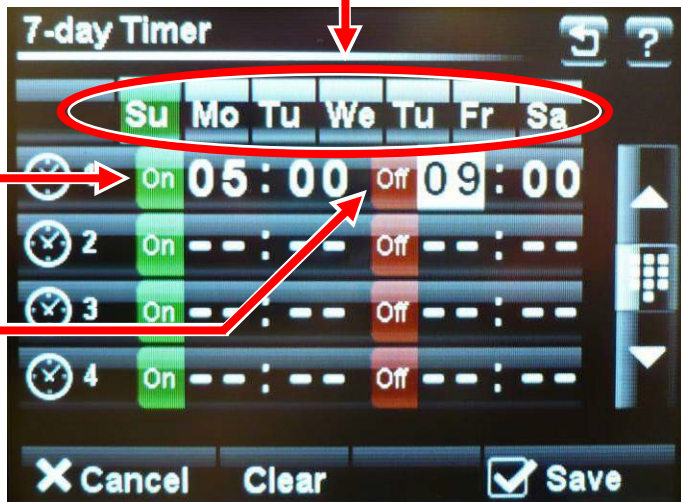 7-day Timer ?
Su Mo Tu We Tu Fr Sa
On 05:00 Off 09:00
2 On --:-- Off --:--
3 On --:-- Off --:--
4 On --:-- Off --:--
Cancel Clear Save